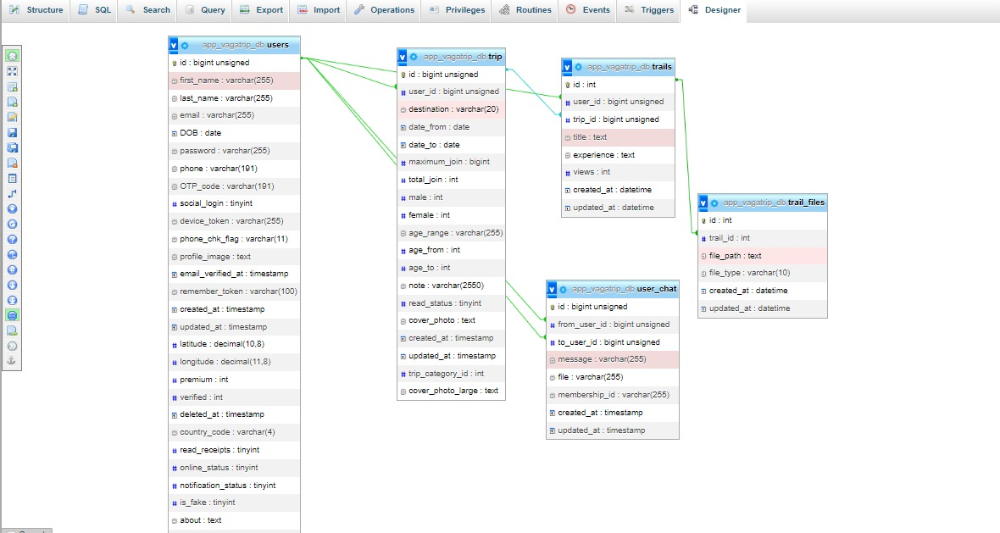 Structure SQL Search Query Export Import Operations Privileges Routines Events Triggers Designer
v app_vagatrip_db users
id : bigint unsigned
first_name : varchar(255)
last_name : varchar(255)
email : varchar(255)
DOB : date
password : varchar(255)
phone : varchar(191)
OTP_code : varchar(191)
social_login : tinyint
device_token : varchar(255)
phone_chk_flag : varchar(11)
profile_image : text
email_verified_at : timestamp
remember_token : varchar(100)
created_at : timestamp
updated_at : timestamp
latitude : decimal(10,8)
longitude : decimal(11,8)
premium : int
verified : int
deleted_at : timestamp
country_code : varchar(4)
read_receipts : tinyint
online_status : tinyint
notification_status : tinyint
is_fake : tinyint
about : text
v app_vagatrip_db trip
id : bigint unsigned
user_id : bigint unsigned
destination : varchar(20)
date_from : date
date_to : date
maximum_join : bigint
total_join : int
male : int
female : int
age_range : varchar(255)
age_from : int
age_to : int
note : varchar(2550)
read_status : tinyint
cover_photo : text
created_at : timestamp
updated_at : timestamp
trip_category_id : int
cover_photo_large : text
v app_vagatrip_db trails
id : int
user_id : bigint unsigned
trip_id : bigint unsigned
title : text
experience : text
views : int
created_at : datetime
updated_at : datetime
v app_vagatrip_db user_chat
id : bigint unsigned
from_user_id : bigint unsigned
to_user_id : bigint unsigned
message : varchar(255)
file : varchar(255)
membership_id : varchar(255)
created_at : timestamp
updated_at : timestamp
v app_vagatrip_db trail_files
id : int
trail_id : int
file_path : text
file_type : varchar(10)
created_at : datetime
updated_at : datetime